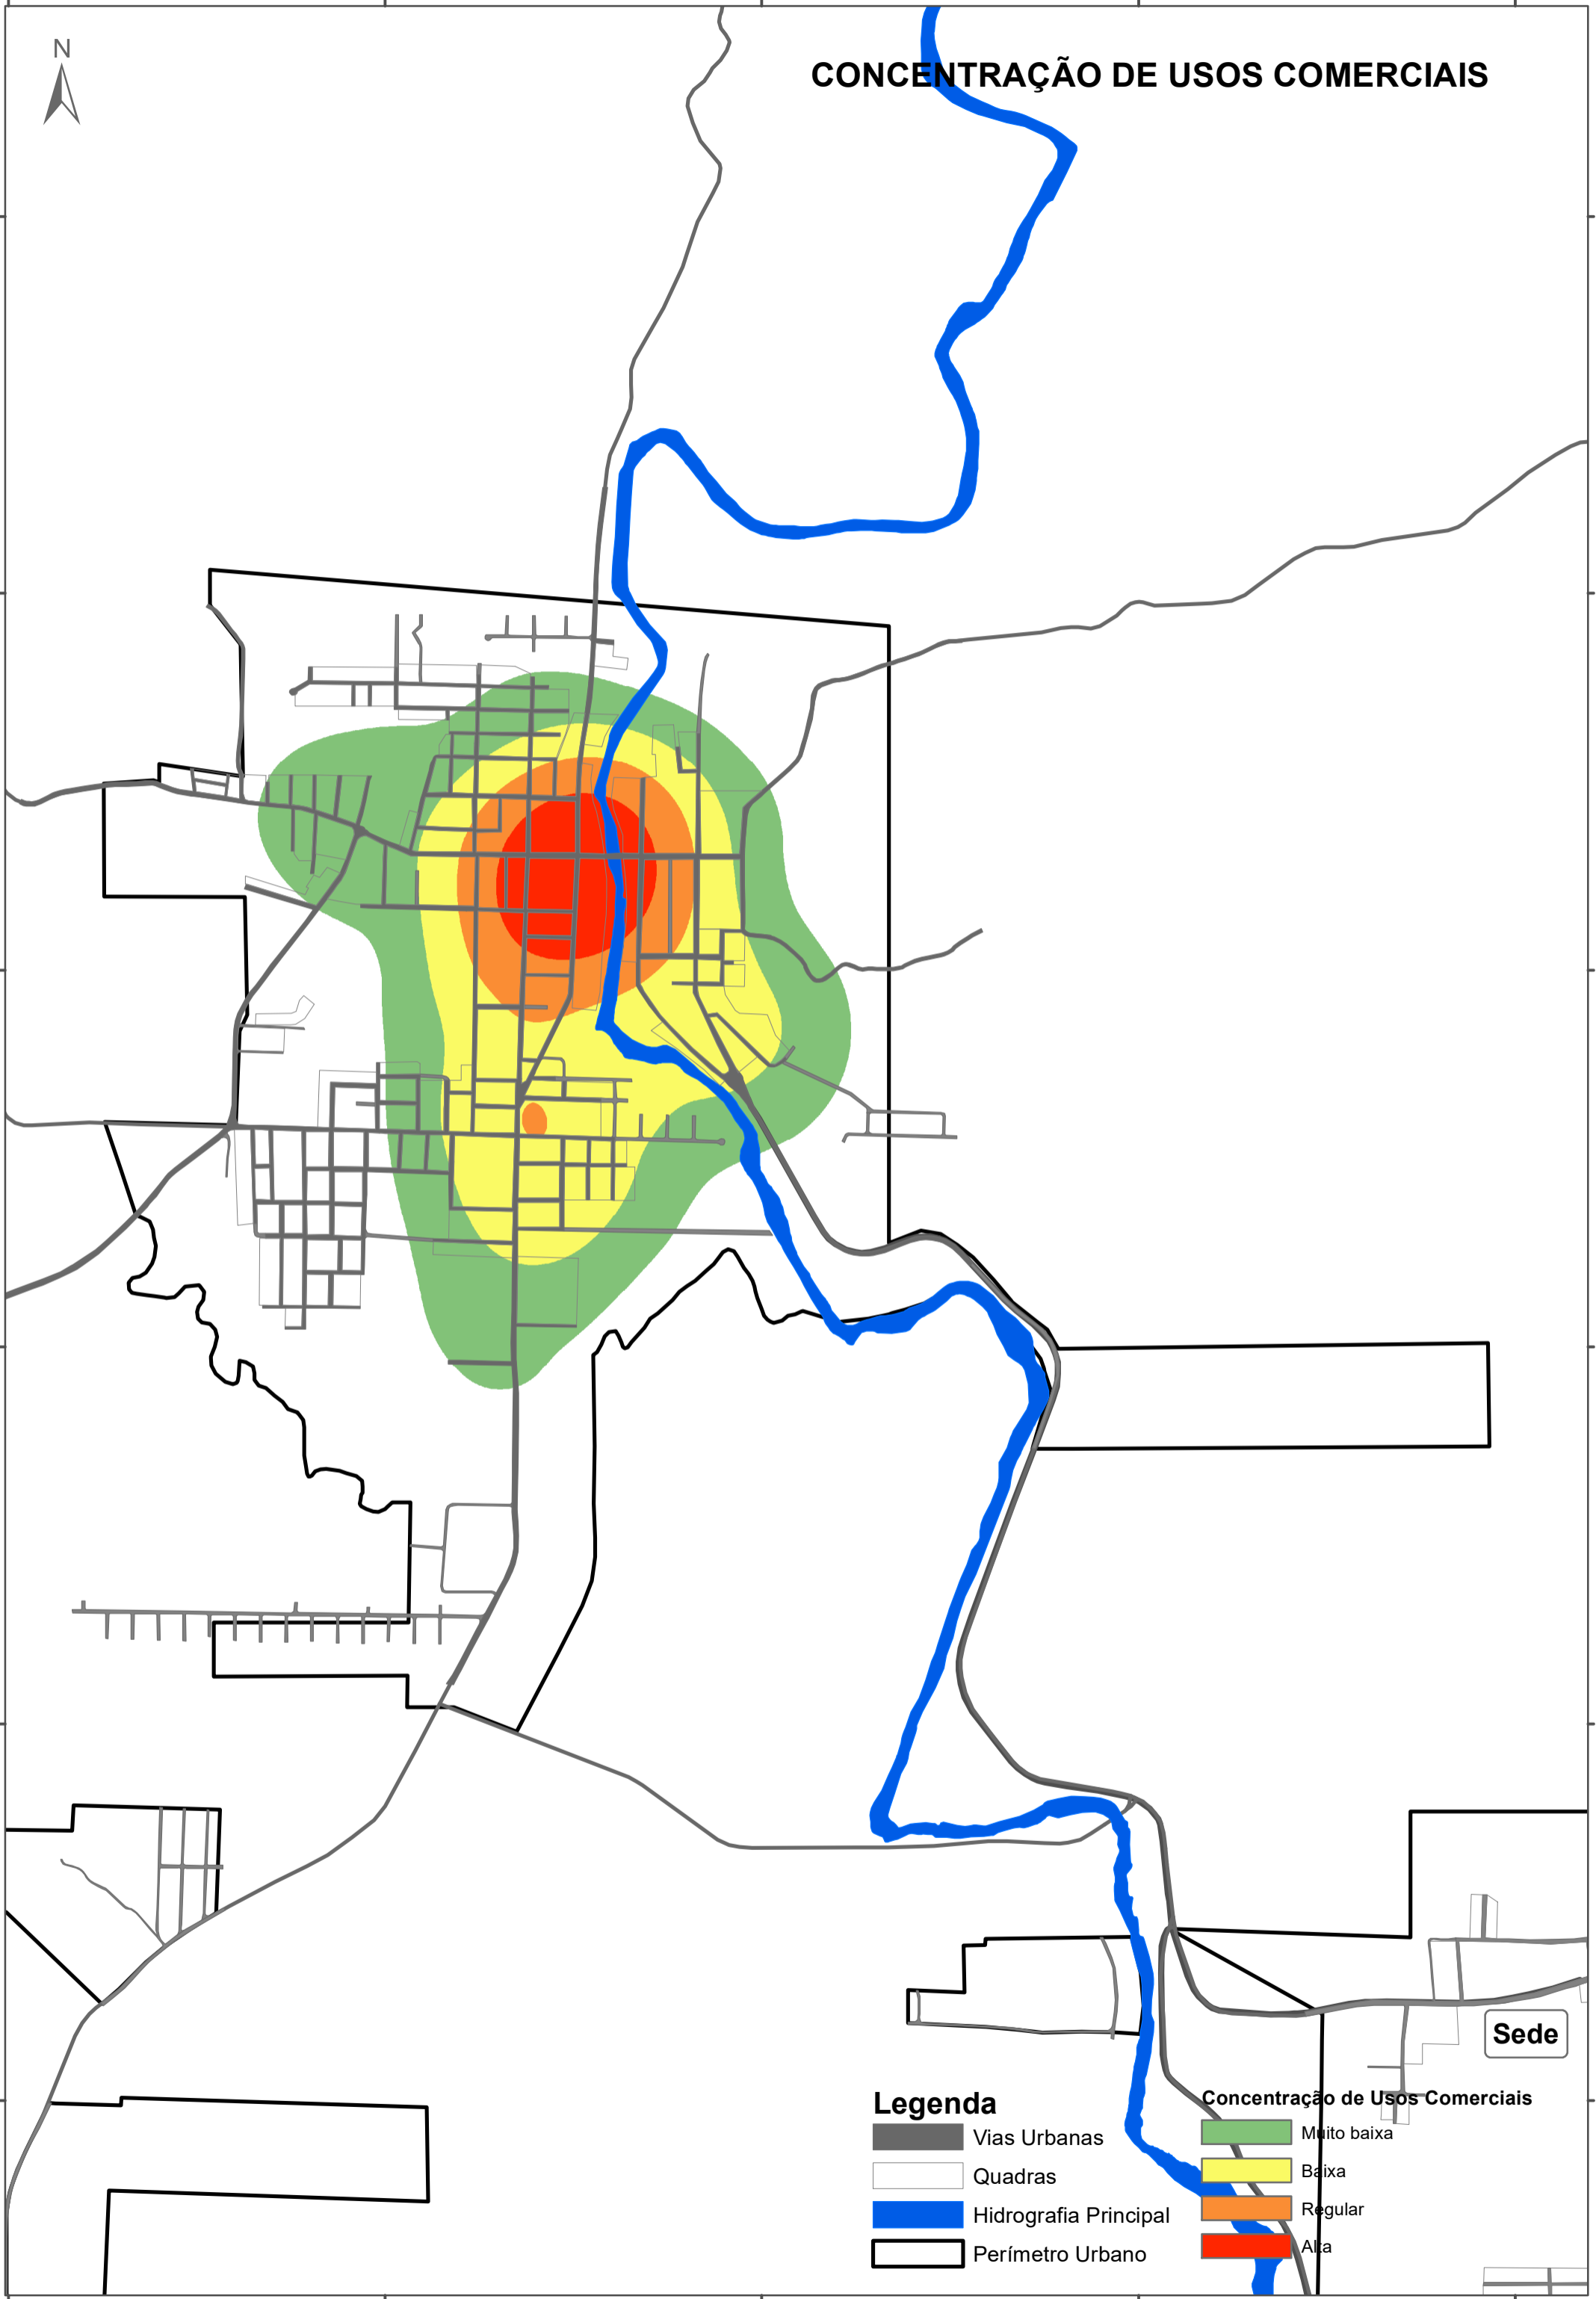 N
CONCENTRAÇÃO DE USOS COMERCIAIS
Sede
Legenda
Vias Urbanas
Quadras
Hidrografia Principal
Perímetro Urbano
Concentração de Usos Comerciais
Muito baixa
Baixa
Regular
Alta